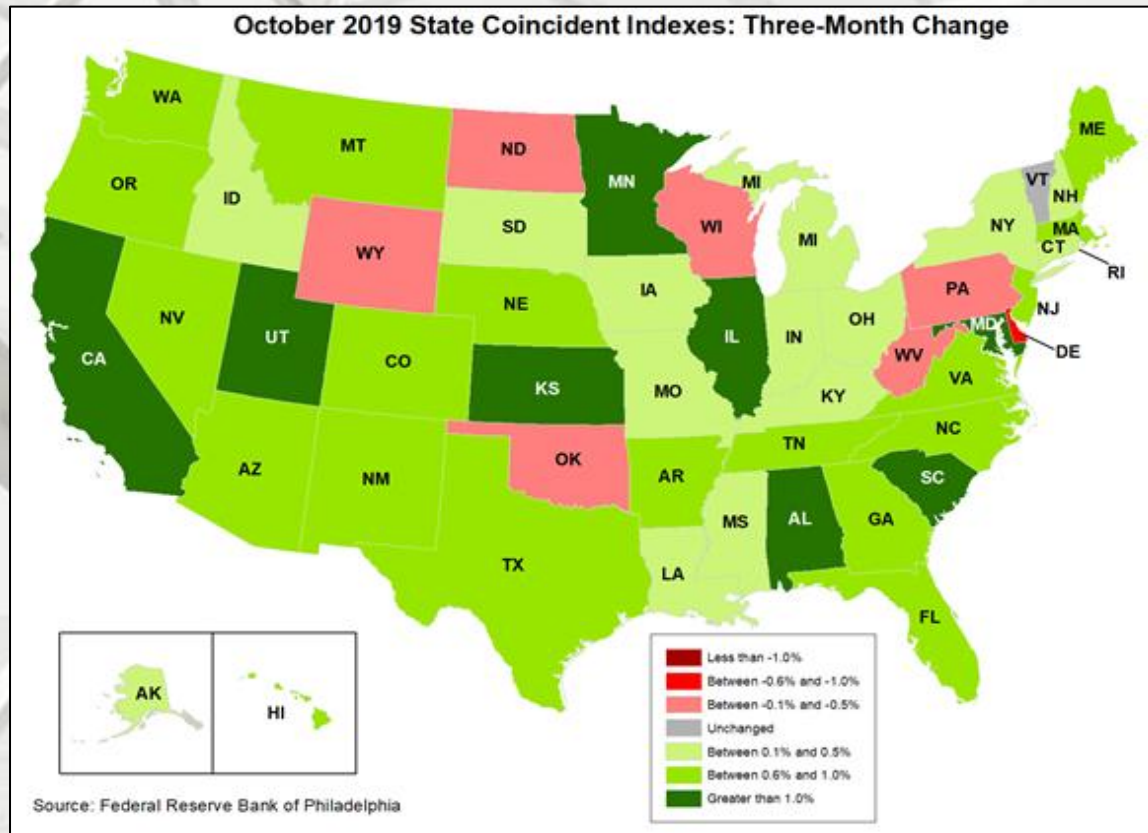 October 2019 State Coincident Indexes: Three-Month Change
WA
MT
ND
MN
ME
OR
ID
SD
WI
MI
MI
VT
NH
NY
MA
CT
RI
WY
IA
PA
NJ
NV
NE
OH
IN
IL
MD
DE
UT
CA
CO
WV
VA
KS
MO
KY
NC
TN
OK
AZ
NM
AR
SC
MS
AL
GA
TX
LA
FL
AK
HI
Less than -1.0%
Between -0.6% and -1.0%
Between -0.1% and -0.5%
Unchanged
Between 0.1% and 0.5%
Between 0.6% and 1.0%
Greater than 1.0%
Source: Federal Reserve Bank of Philadelphia